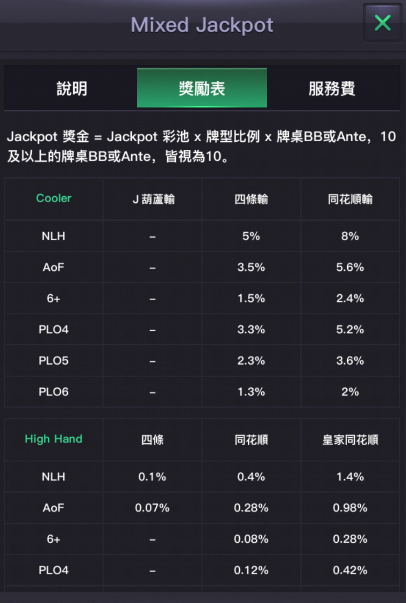 Mixed Jackpot
說明 獎勵表 服務費
Jackpot 獎金 = Jackpot 彩池 x 牌型比例 x 牌桌BB或Ante，10
及以上的牌桌BB或Ante，皆視為10。
Cooler J 葫蘆輸 四條輸 同花順輸
NLH – 5% 8%
AoF – 3.5% 5.6%
6+ – 1.5% 2.4%
PLO4 – 3.3% 5.2%
PLO5 – 2.3% 3.6%
PLO6 – 1.3% 2%
High Hand 四條 同花順 皇家同花順
NLH 0.1% 0.4% 1.4%
AoF 0.07% 0.28% 0.98%
6+ – 0.08% 0.28%
PLO4 – 0.12% 0.42%